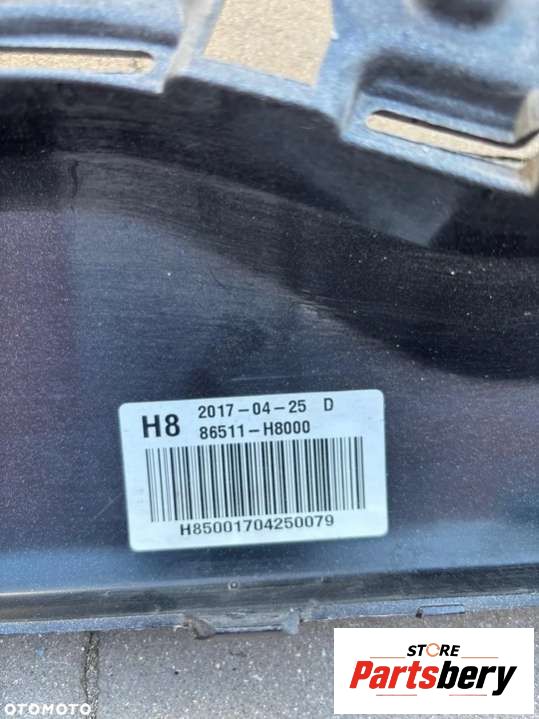 H8 2017-04-25 D
86511-H8000
H85001704250079
STORE
Partsbery
OTOMOTO